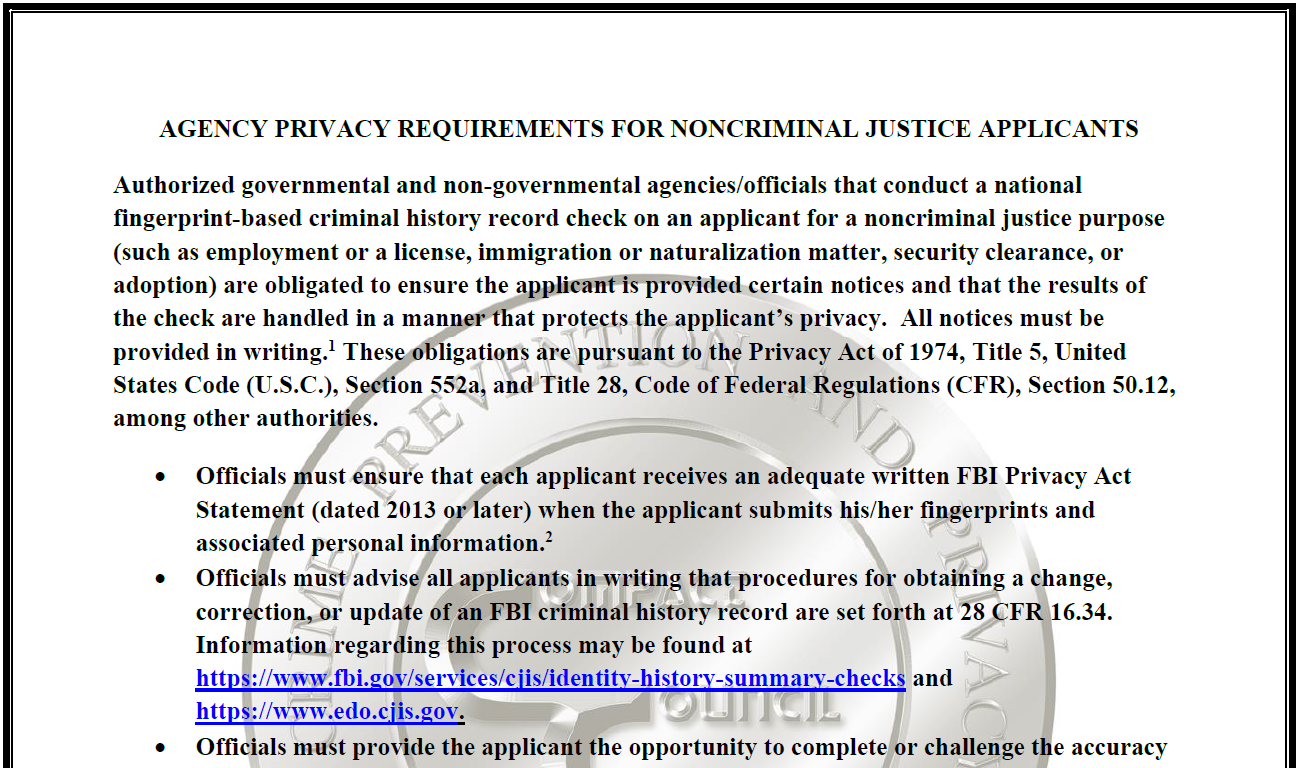 AGENCY PRIVACY REQUIREMENTS FOR NONCRIMINAL JUSTICE APPLICANTS
Authorized governmental and non-governmental agencies/officials that conduct a national
fingerprint-based criminal history record check on an applicant for a noncriminal justice purpose
(such as employment or a license, immigration or naturalization matter, security clearance, or
adoption) are obligated to ensure the applicant is provided certain notices and that the results of
the check are handled in a manner that protects the applicant’s privacy.  All notices must be
provided in writing.1 These obligations are pursuant to the Privacy Act of 1974, Title 5, United
States Code (U.S.C.), Section 552a, and Title 28, Code of Federal Regulations (CFR), Section 50.12,
among other authorities.
• Officials must ensure that each applicant receives an adequate written FBI Privacy Act
Statement (dated 2013 or later) when the applicant submits his/her fingerprints and
associated personal information.2
• Officials must advise all applicants in writing that procedures for obtaining a change,
correction, or update of an FBI criminal history record are set forth at 28 CFR 16.34.
Information regarding this process may be found at
https://www.fbi.gov/services/cjis/identity-history-summary-checks and
https://www.edo.cjis.gov.
• Officials must provide the applicant the opportunity to complete or challenge the accuracy
CRIME PREVENTION AND PRIVACY
COMPACT
COUNCIL